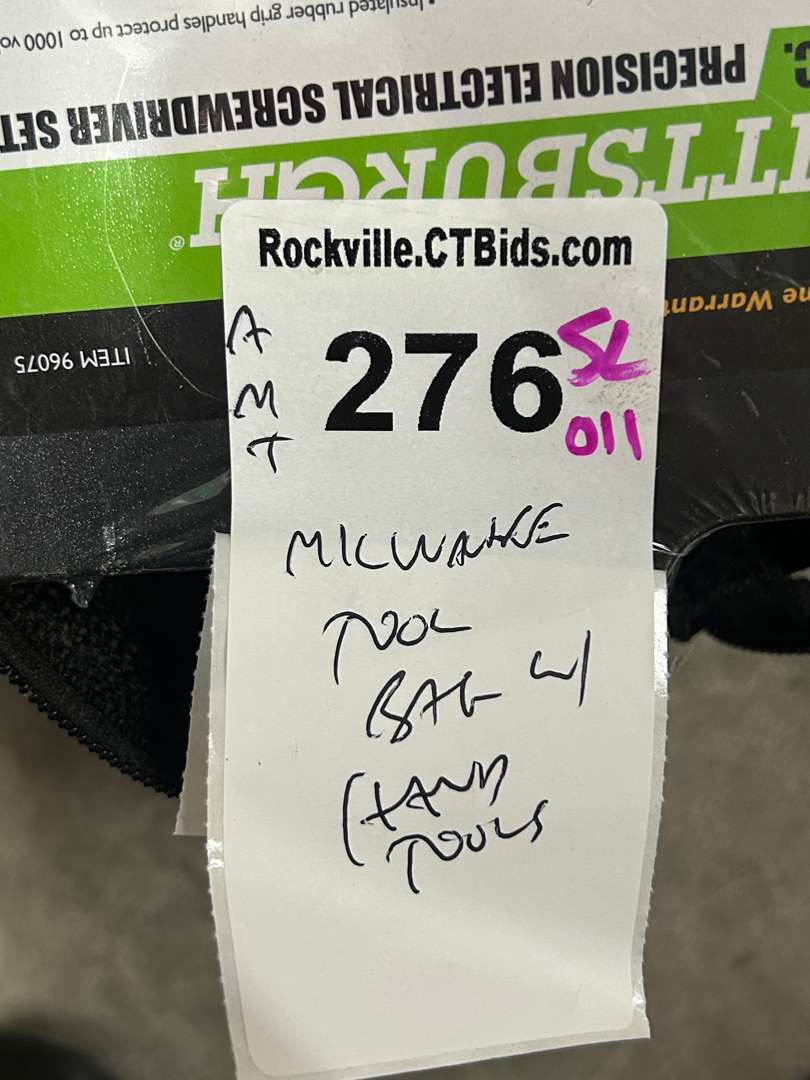 Insulated rubber grip handles protect up to 1000 vo
PRECISION ELECTRICAL SCREWDRIVER SET
C.
ITTSBURGH®
ne Warrant
ITEM 96075
Rockville.CTBids.com
AMT
276
SL
011
MILWAUKEE
TOOL
BAG W/
HAND
TOOLS